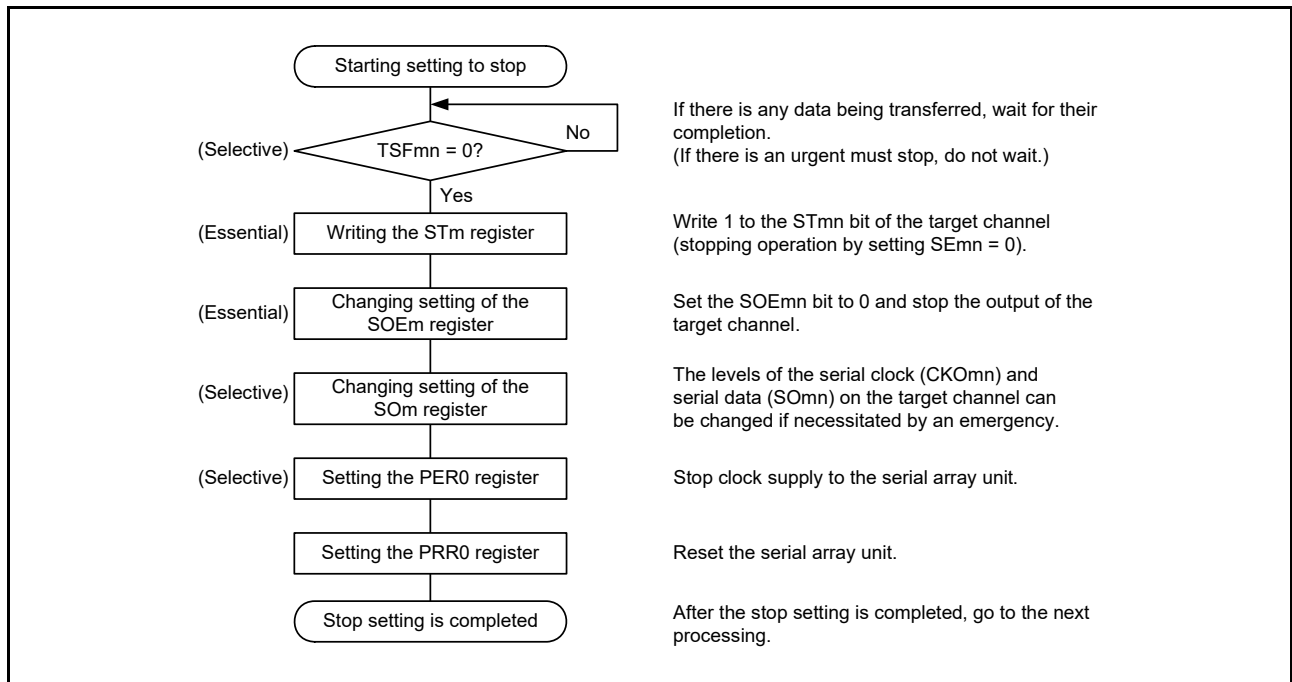 Starting setting to stop
No
(Selective)
TSFmn = 0?
If there is any data being transferred, wait for their
completion.
(If there is an urgent must stop, do not wait.)
Yes
(Essential)
Writing the STm register
Write 1 to the STmn bit of the target channel
(stopping operation by setting SEmn = 0).
(Essential)
Changing setting of the
SOEm register
Set the SOEmn bit to 0 and stop the output of the
target channel.
(Selective)
Changing setting of the
SOm register
The levels of the serial clock (CKOmn) and
serial data (SOmn) on the target channel can
be changed if necessitated by an emergency.
(Selective)
Setting the PER0 register
Stop clock supply to the serial array unit.
Setting the PRR0 register
Reset the serial array unit.
Stop setting is completed
After the stop setting is completed, go to the next
processing.